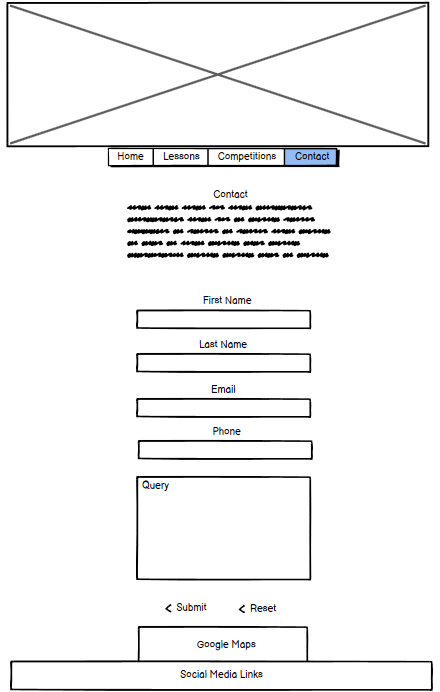 Home Lessons Competitions Contact
Contact
First Name
Last Name
Email
Phone
Query
< Submit < Reset
Google Maps
Social Media Links